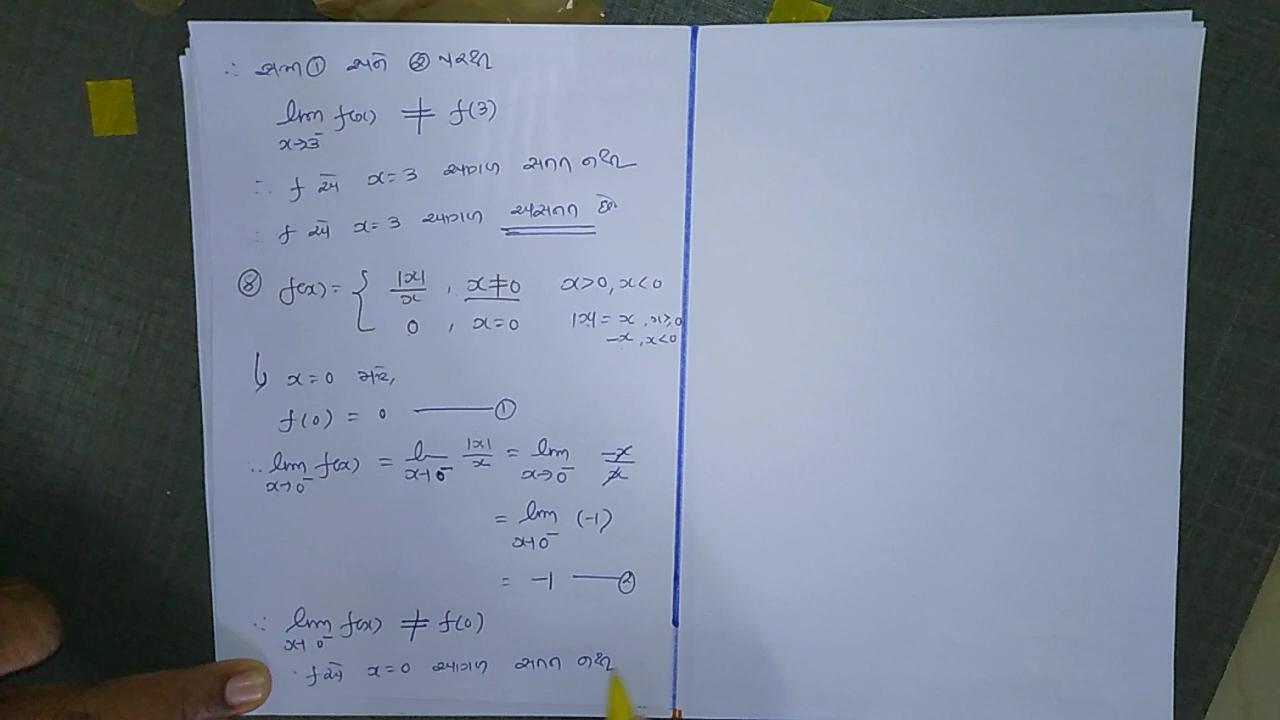 ∴ સમ ① અને ② પરથી
lim x→3⁻ f(x) ≠ f(3)
∴ f એ x = 3 આગળ સતત નથી
∴ f એ x = 3 આગળ અસતત છે
⑧ f(x) = { |x|/x , x ≠ 0 x>0, x<0
0 , x = 0 |x| = x , x≥0
-x , x<0
↳ x = 0 માટે,
f(0) = 0 —— ①
∴ lim x→0⁻ f(x) = lim x→0⁻ |x|/x = lim x→0⁻ -x/x
= lim x→0⁻ (-1)
= -1 —— ②
∴ lim x→0⁻ f(x) ≠ f(0)
∴ f એ x = 0 આગળ સતત નથી